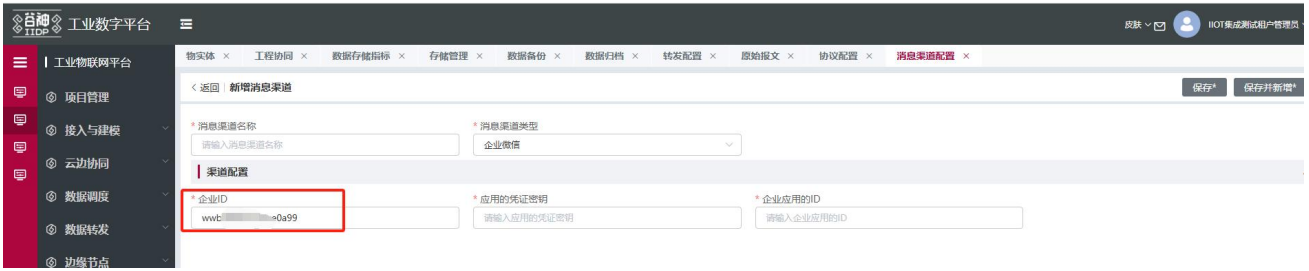 谷神 IIDP 工业数字平台 皮肤 IIOT集成测试租户管理员
工业物联网平台 物实体 × 工程协同 × 数据存储指标 × 存储管理 × 数据备份 × 数据归档 × 转发配置 × 原始报文 × 协议配置 × 消息渠道配置 ×
项目管理 < 返回 | 新增消息渠道 保存* 保存并新增*
接入与建模 * 消息渠道名称 * 消息渠道类型
请输入消息渠道名称 企业微信
云边协同 渠道配置
数据调度 * 企业ID * 应用的凭证密钥 * 企业应用的ID
wwb e0a99 请输入应用的凭证密钥 请输入企业应用的ID
数据转发
边缘节点